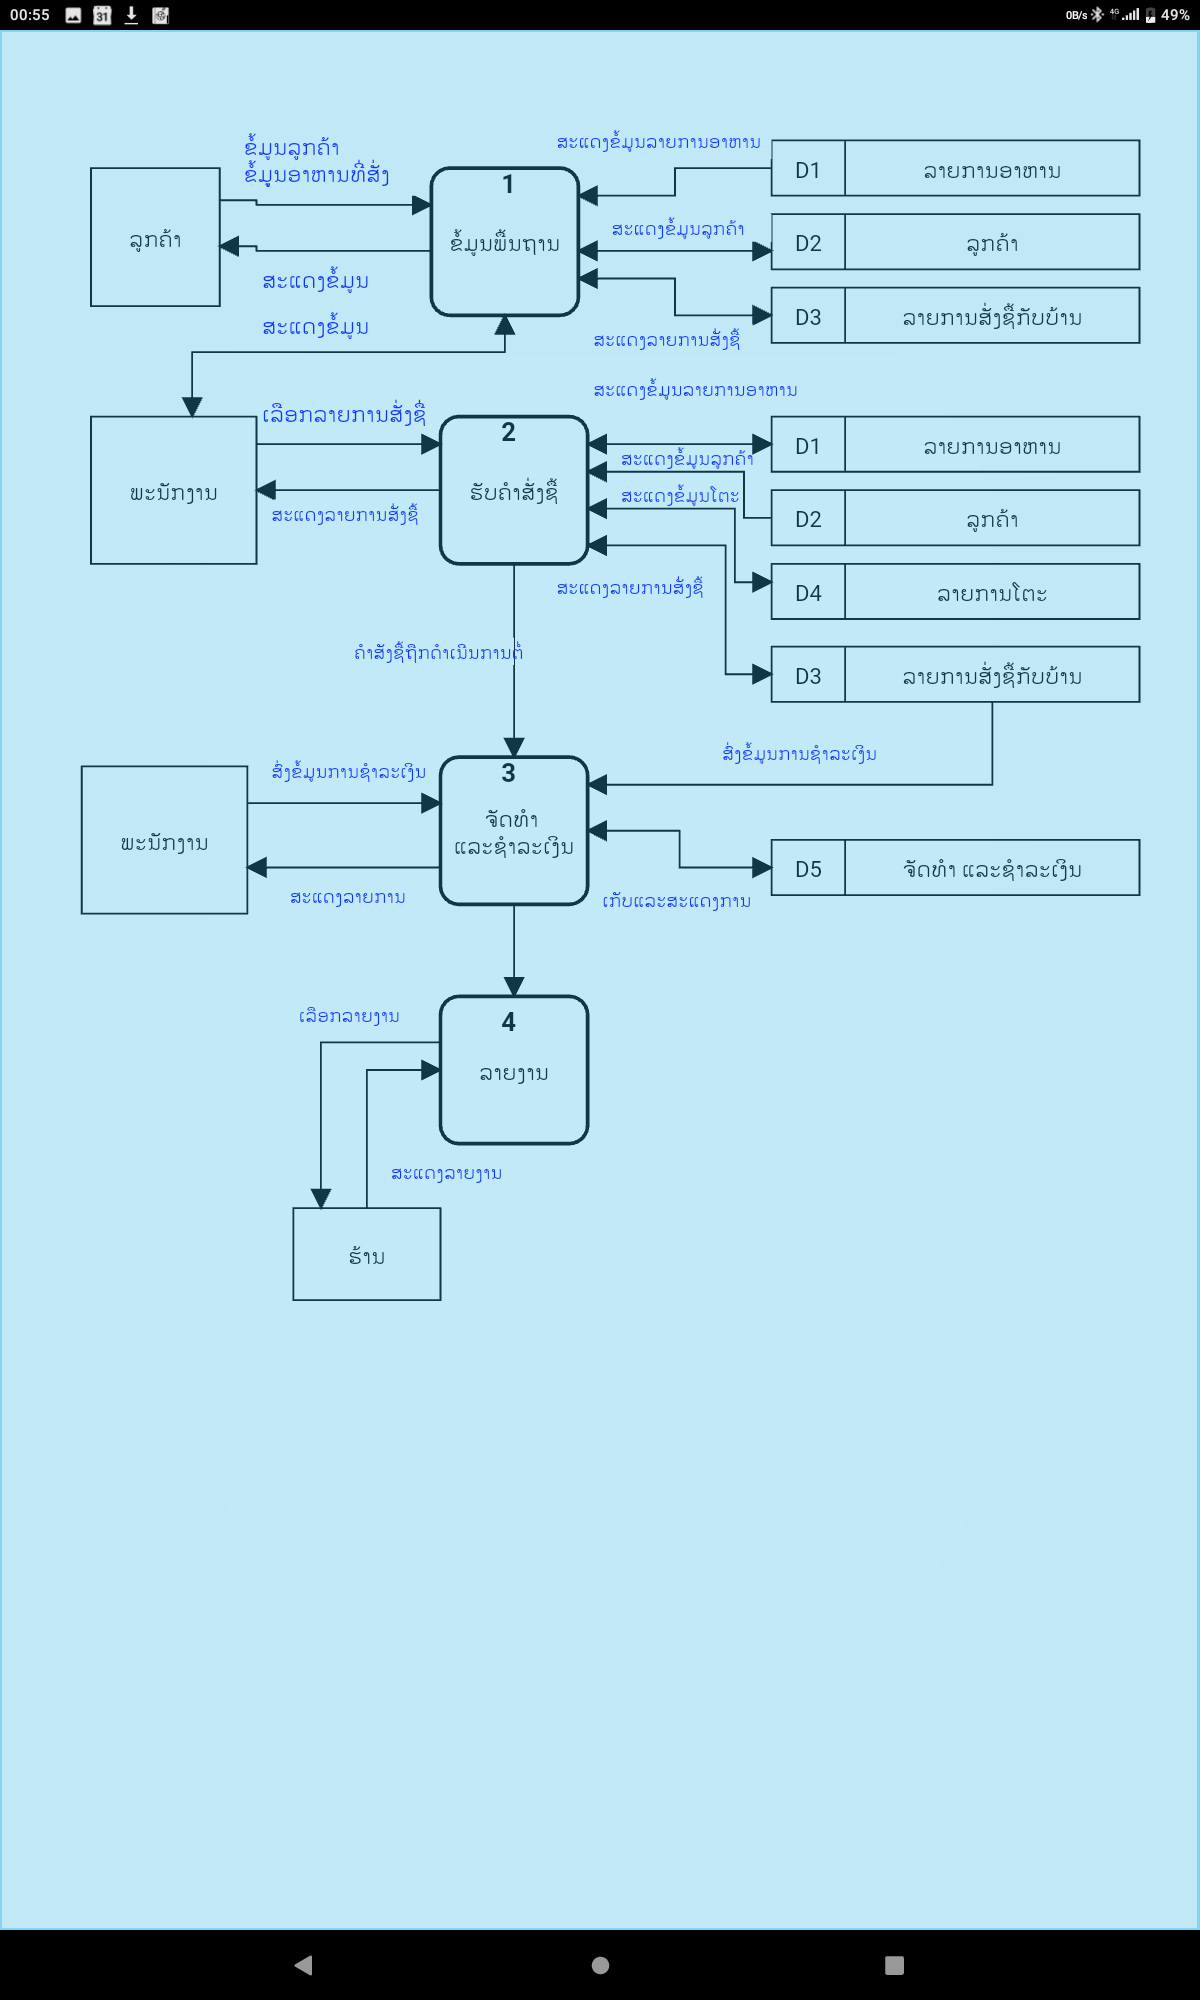 00:55
31
0B/s 4G 49%
ຂໍ້ມູນລູກຄ້າ
ຂໍ້ມູນອາຫານທີ່ສັ່ງ
ສະແດງຂໍ້ມູນລາຍການອາຫານ
1
D1 ລາຍການອາຫານ
ລູກຄ້າ
ຂໍ້ມູນພື້ນຖານ
ສະແດງຂໍ້ມູນລູກຄ້າ
D2 ລູກຄ້າ
ສະແດງຂໍ້ມູນ
ສະແດງຂໍ້ມູນ
D3 ລາຍການສັ່ງຊື້ກັບບ້ານ
ສະແດງລາຍການສັ່ງຊື້
ສະແດງຂໍ້ມູນລາຍການອາຫານ
ເລືອກລາຍການສັ່ງຊື້
2
D1 ລາຍການອາຫານ
ສະແດງຂໍ້ມູນລູກຄ້າ
ພະນັກງານ
ຮັບຄຳສັ່ງຊື້
ສະແດງຂໍ້ມູນໂຕະ
ສະແດງລາຍການສັ່ງຊື້
D2 ລູກຄ້າ
ສະແດງລາຍການສັ່ງຊື້
D4 ລາຍການໂຕະ
ຄຳສັ່ງຊື້ຖືກດຳເນີນການຕໍ່
D3 ລາຍການສັ່ງຊື້ກັບບ້ານ
ສົ່ງຂໍ້ມູນການຊຳລະເງິນ
ສົ່ງຂໍ້ມູນການຊຳລະເງິນ
3
ພະນັກງານ
ຈັດທຳ
ແລະຊຳລະເງິນ
D5 ຈັດທຳ ແລະຊຳລະເງິນ
ສະແດງລາຍການ
ເກັບແລະສະແດງການ
ເລືອກລາຍງານ
4
ລາຍງານ
ສະແດງລາຍງານ
ຮ້ານ